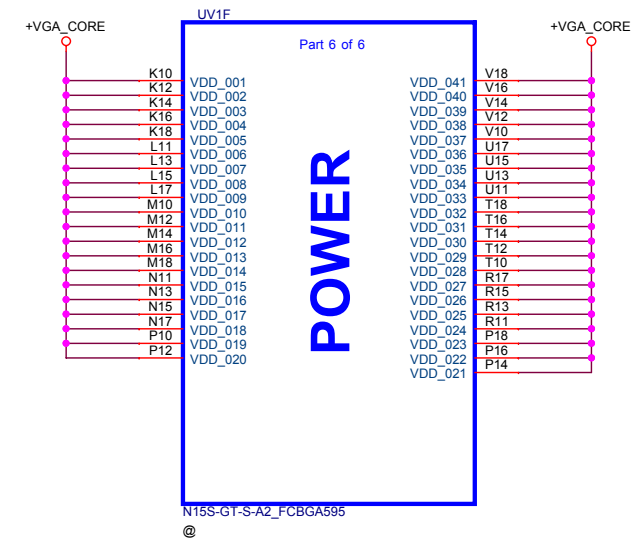 UV1F
+VGA_CORE
+VGA_CORE
Part 6 of 6
K10 VDD_001 VDD_041 V18
K12 VDD_002 VDD_040 V16
K14 VDD_003 VDD_039 V14
K16 VDD_004 VDD_038 V12
K18 VDD_005 VDD_037 V10
L11 VDD_006 VDD_036 U17
L13 VDD_007 VDD_035 U15
L15 VDD_008 VDD_034 U13
L17 VDD_009 VDD_033 U11
M10 VDD_010 VDD_032 T18
M12 VDD_011 VDD_031 T16
M14 VDD_012 VDD_030 T14
M16 VDD_013 VDD_029 T12
M18 VDD_014 VDD_028 T10
N11 VDD_015 VDD_027 R17
N13 VDD_016 VDD_026 R15
N15 VDD_017 VDD_025 R13
N17 VDD_018 VDD_024 R11
P10 VDD_019 VDD_023 P18
P12 VDD_020 VDD_022 P16
VDD_021 P14
POWER
N15S-GT-S-A2_FCBGA595
@